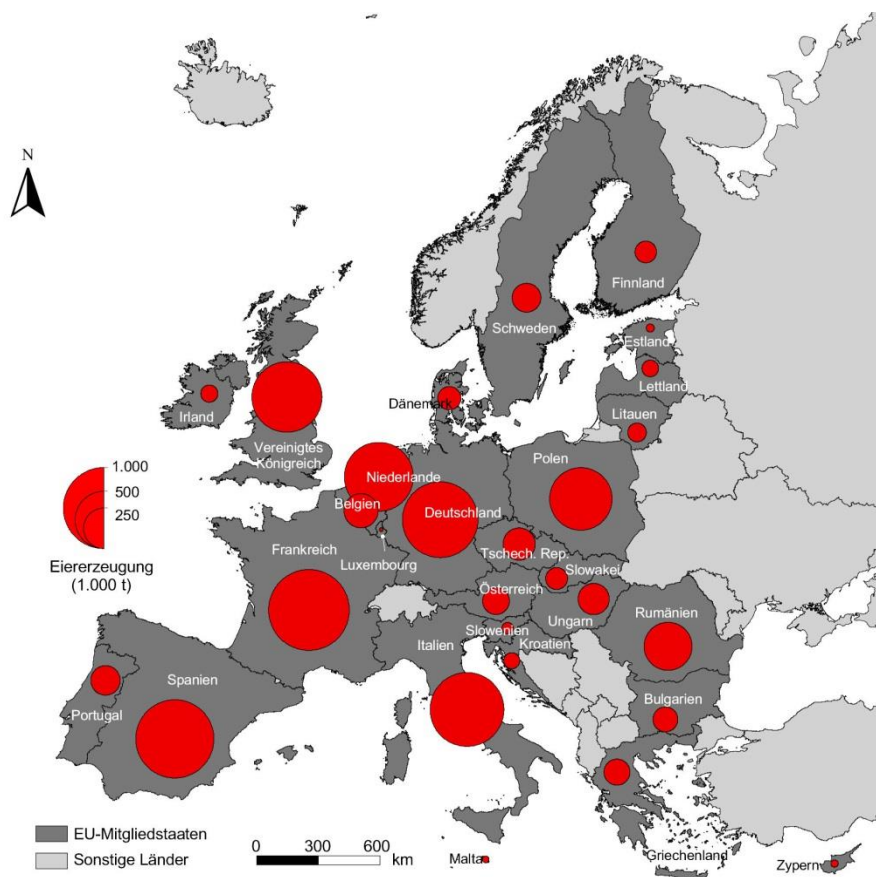 N
Finnland
Schweden
Estland
Lettland
Dänemark
Litauen
Irland
Vereinigtes
Königreich
Polen
Niederlande
1.000
500
250
Belgien
Deutschland
Eiererzeugung
(1.000 t)
Frankreich
Tschech. Rep.
Luxembourg
Slowakei
Österreich
Rumänien
Ungarn
Slowenien
Italien
Kroatien
Spanien
Bulgarien
Portugal
EU-Mitgliedstaaten
Sonstige Länder
0 300 600
km
Malta
Griechenland
Zypern